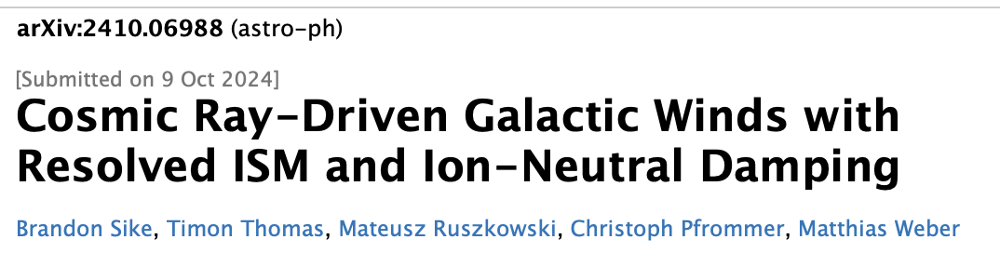 arXiv:2410.06988 (astro-ph)
[Submitted on 9 Oct 2024]
Cosmic Ray-Driven Galactic Winds with
Resolved ISM and Ion-Neutral Damping
Brandon Sike, Timon Thomas, Mateusz Ruszkowski, Christoph Pfrommer, Matthias Weber